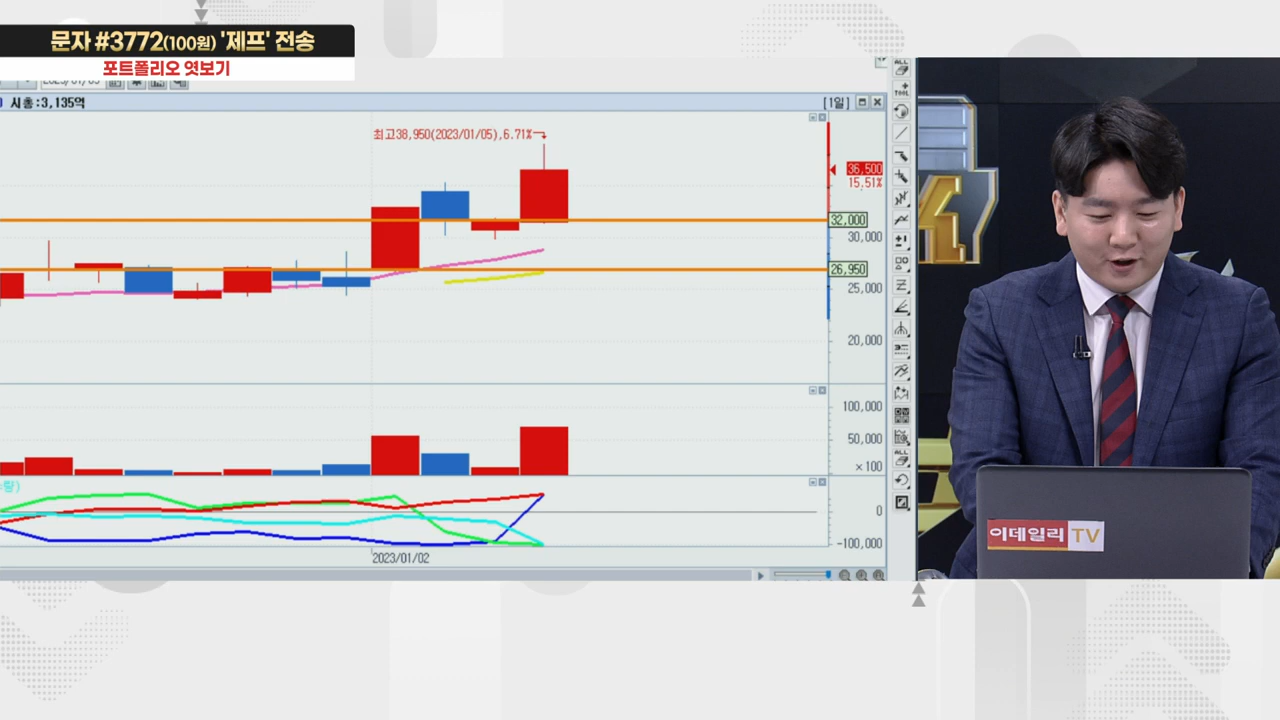 문자 #3772(100원) '제프' 전송
포트폴리오 엿보기
시총:3,135억
[1일]
최고38,950(2023/01/05),6.71%
36,500
15.51%
32,000
30,000
26,950
25,000
20,000
100,000
50,000
×100
0
-100,000
2023/01/02
ALL
TOOL
ALL
이데일리TV